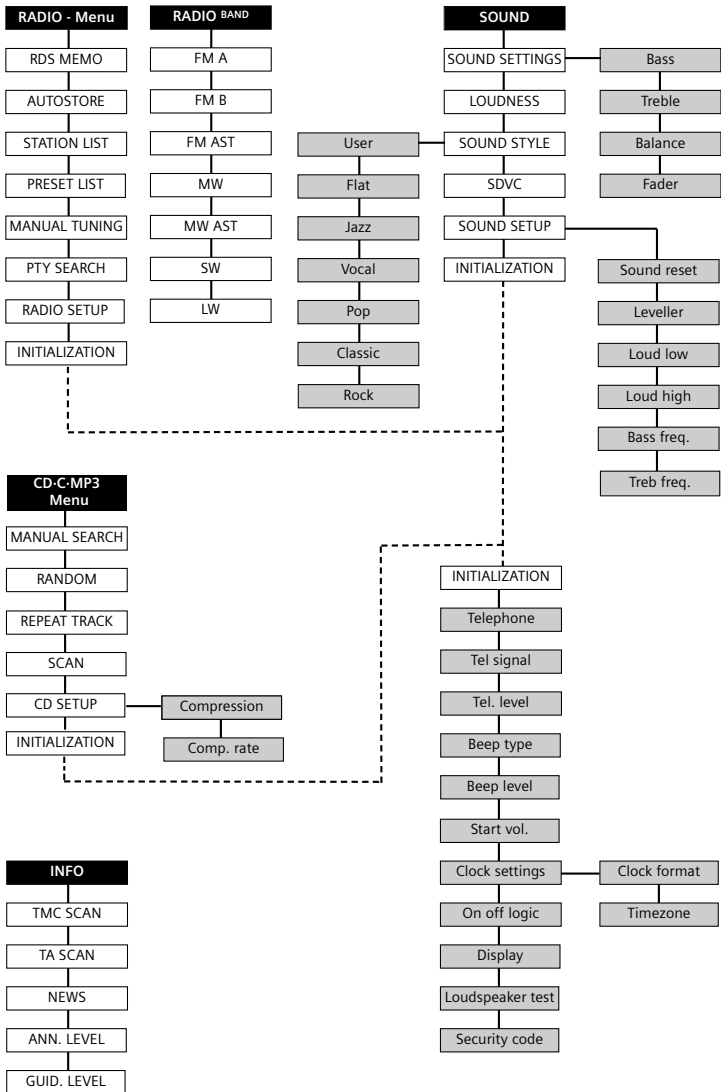 RADIO - Menu
RDS MEMO
AUTOSTORE
STATION LIST
PRESET LIST
MANUAL TUNING
PTY SEARCH
RADIO SETUP
INITIALIZATION
RADIO BAND
FM A
FM B
FM AST
MW
MW AST
SW
LW
SOUND
SOUND SETTINGS
LOUDNESS
SOUND STYLE
SDVC
SOUND SETUP
INITIALIZATION
Bass
Treble
Balance
Fader
User
Flat
Jazz
Vocal
Pop
Classic
Rock
Sound reset
Leveller
Loud low
Loud high
Bass freq.
Treb freq.
CD·C·MP3
Menu
MANUAL SEARCH
RANDOM
REPEAT TRACK
SCAN
CD SETUP
INITIALIZATION
Compression
Comp. rate
INITIALIZATION
Telephone
Tel signal
Tel. level
Beep type
Beep level
Start vol.
Clock settings
On off logic
Display
Loudspeaker test
Security code
Clock format
Timezone
INFO
TMC SCAN
TA SCAN
NEWS
ANN. LEVEL
GUID. LEVEL